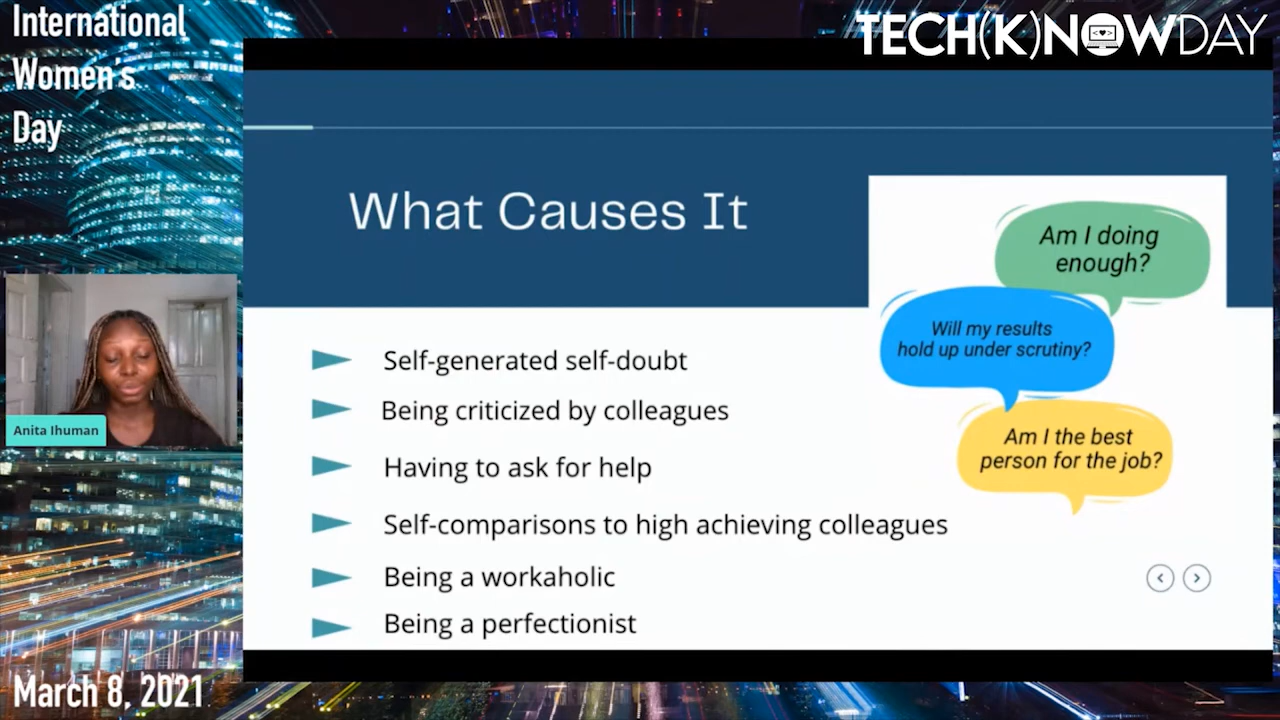 International
Women's
Day
TECH(K)NOWDAY
What Causes It
Am I doing
enough?
Will my results
hold up under scrutiny?
Am I the best
person for the job?
Self-generated self-doubt
Being criticized by colleagues
Having to ask for help
Self-comparisons to high achieving colleagues
Being a workaholic
Being a perfectionist
Anita Ihuman
March 8, 2021